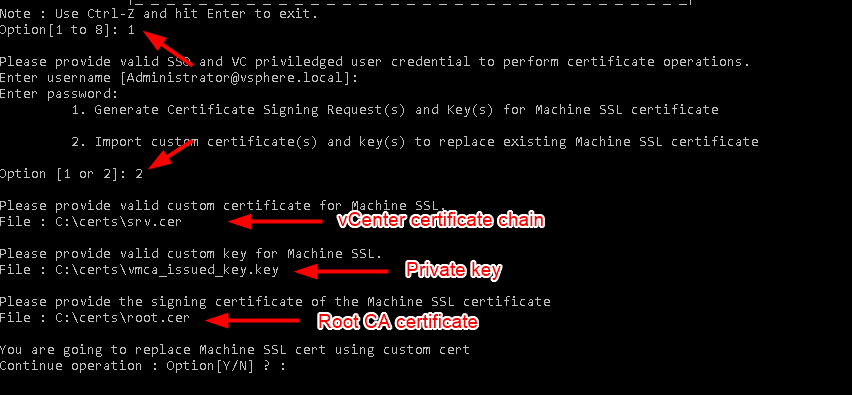 Note : Use Ctrl-Z and hit Enter to exit.
Option[1 to 8]: 1
Please provide valid SSO and VC priviledged user credential to perform certificate operations.
Enter username [Administrator@vsphere.local]:
Enter password:
1. Generate Certificate Signing Request(s) and Key(s) for Machine SSL certificate
2. Import custom certificate(s) and key(s) to replace existing Machine SSL certificate
Option [1 or 2]: 2
Please provide valid custom certificate for Machine SSL.
File : C:\certs\srv.cer
vCenter certificate chain
Please provide valid custom key for Machine SSL.
File : C:\certs\vmca_issued_key.key
Private key
Please provide the signing certificate of the Machine SSL certificate
File : C:\certs\root.cer
Root CA certificate
You are going to replace Machine SSL cert using custom cert
Continue operation : Option[Y/N] ? :